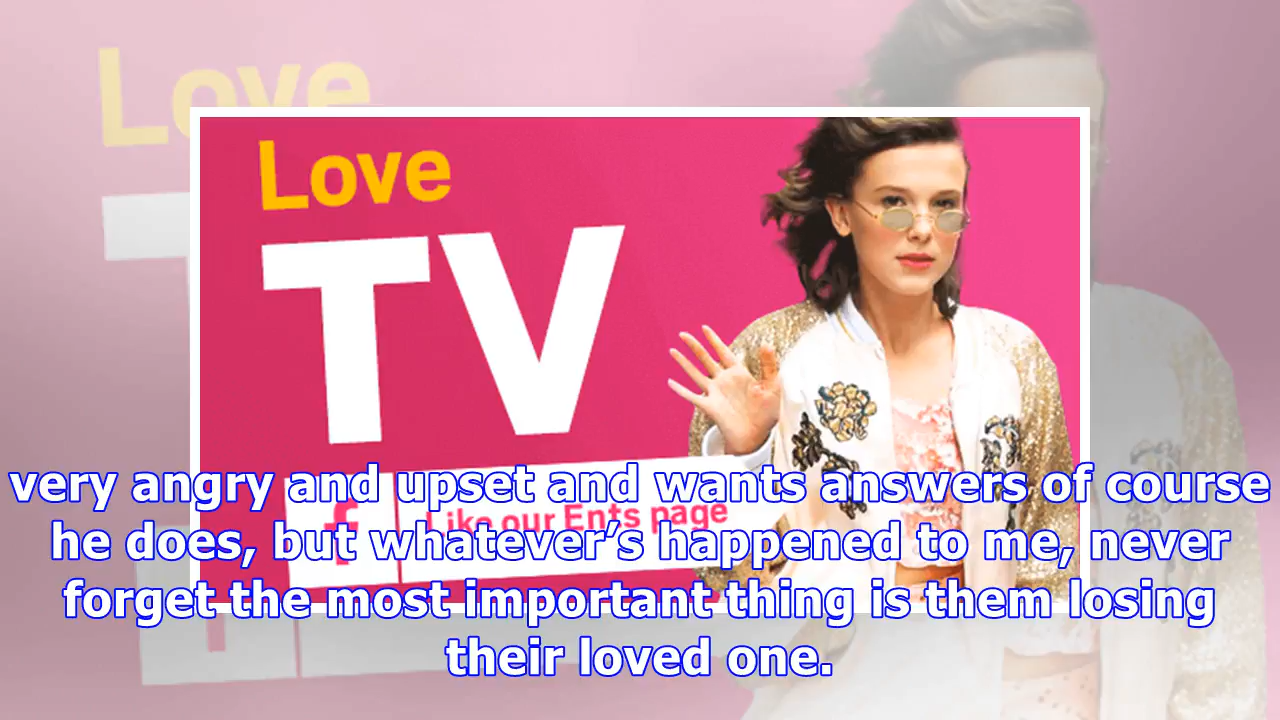 Love
Love
TV
f
Like our Ents page
very angry and upset and wants answers of course
he does, but whatever’s happened to me, never
forget the most important thing is them losing
their loved one.